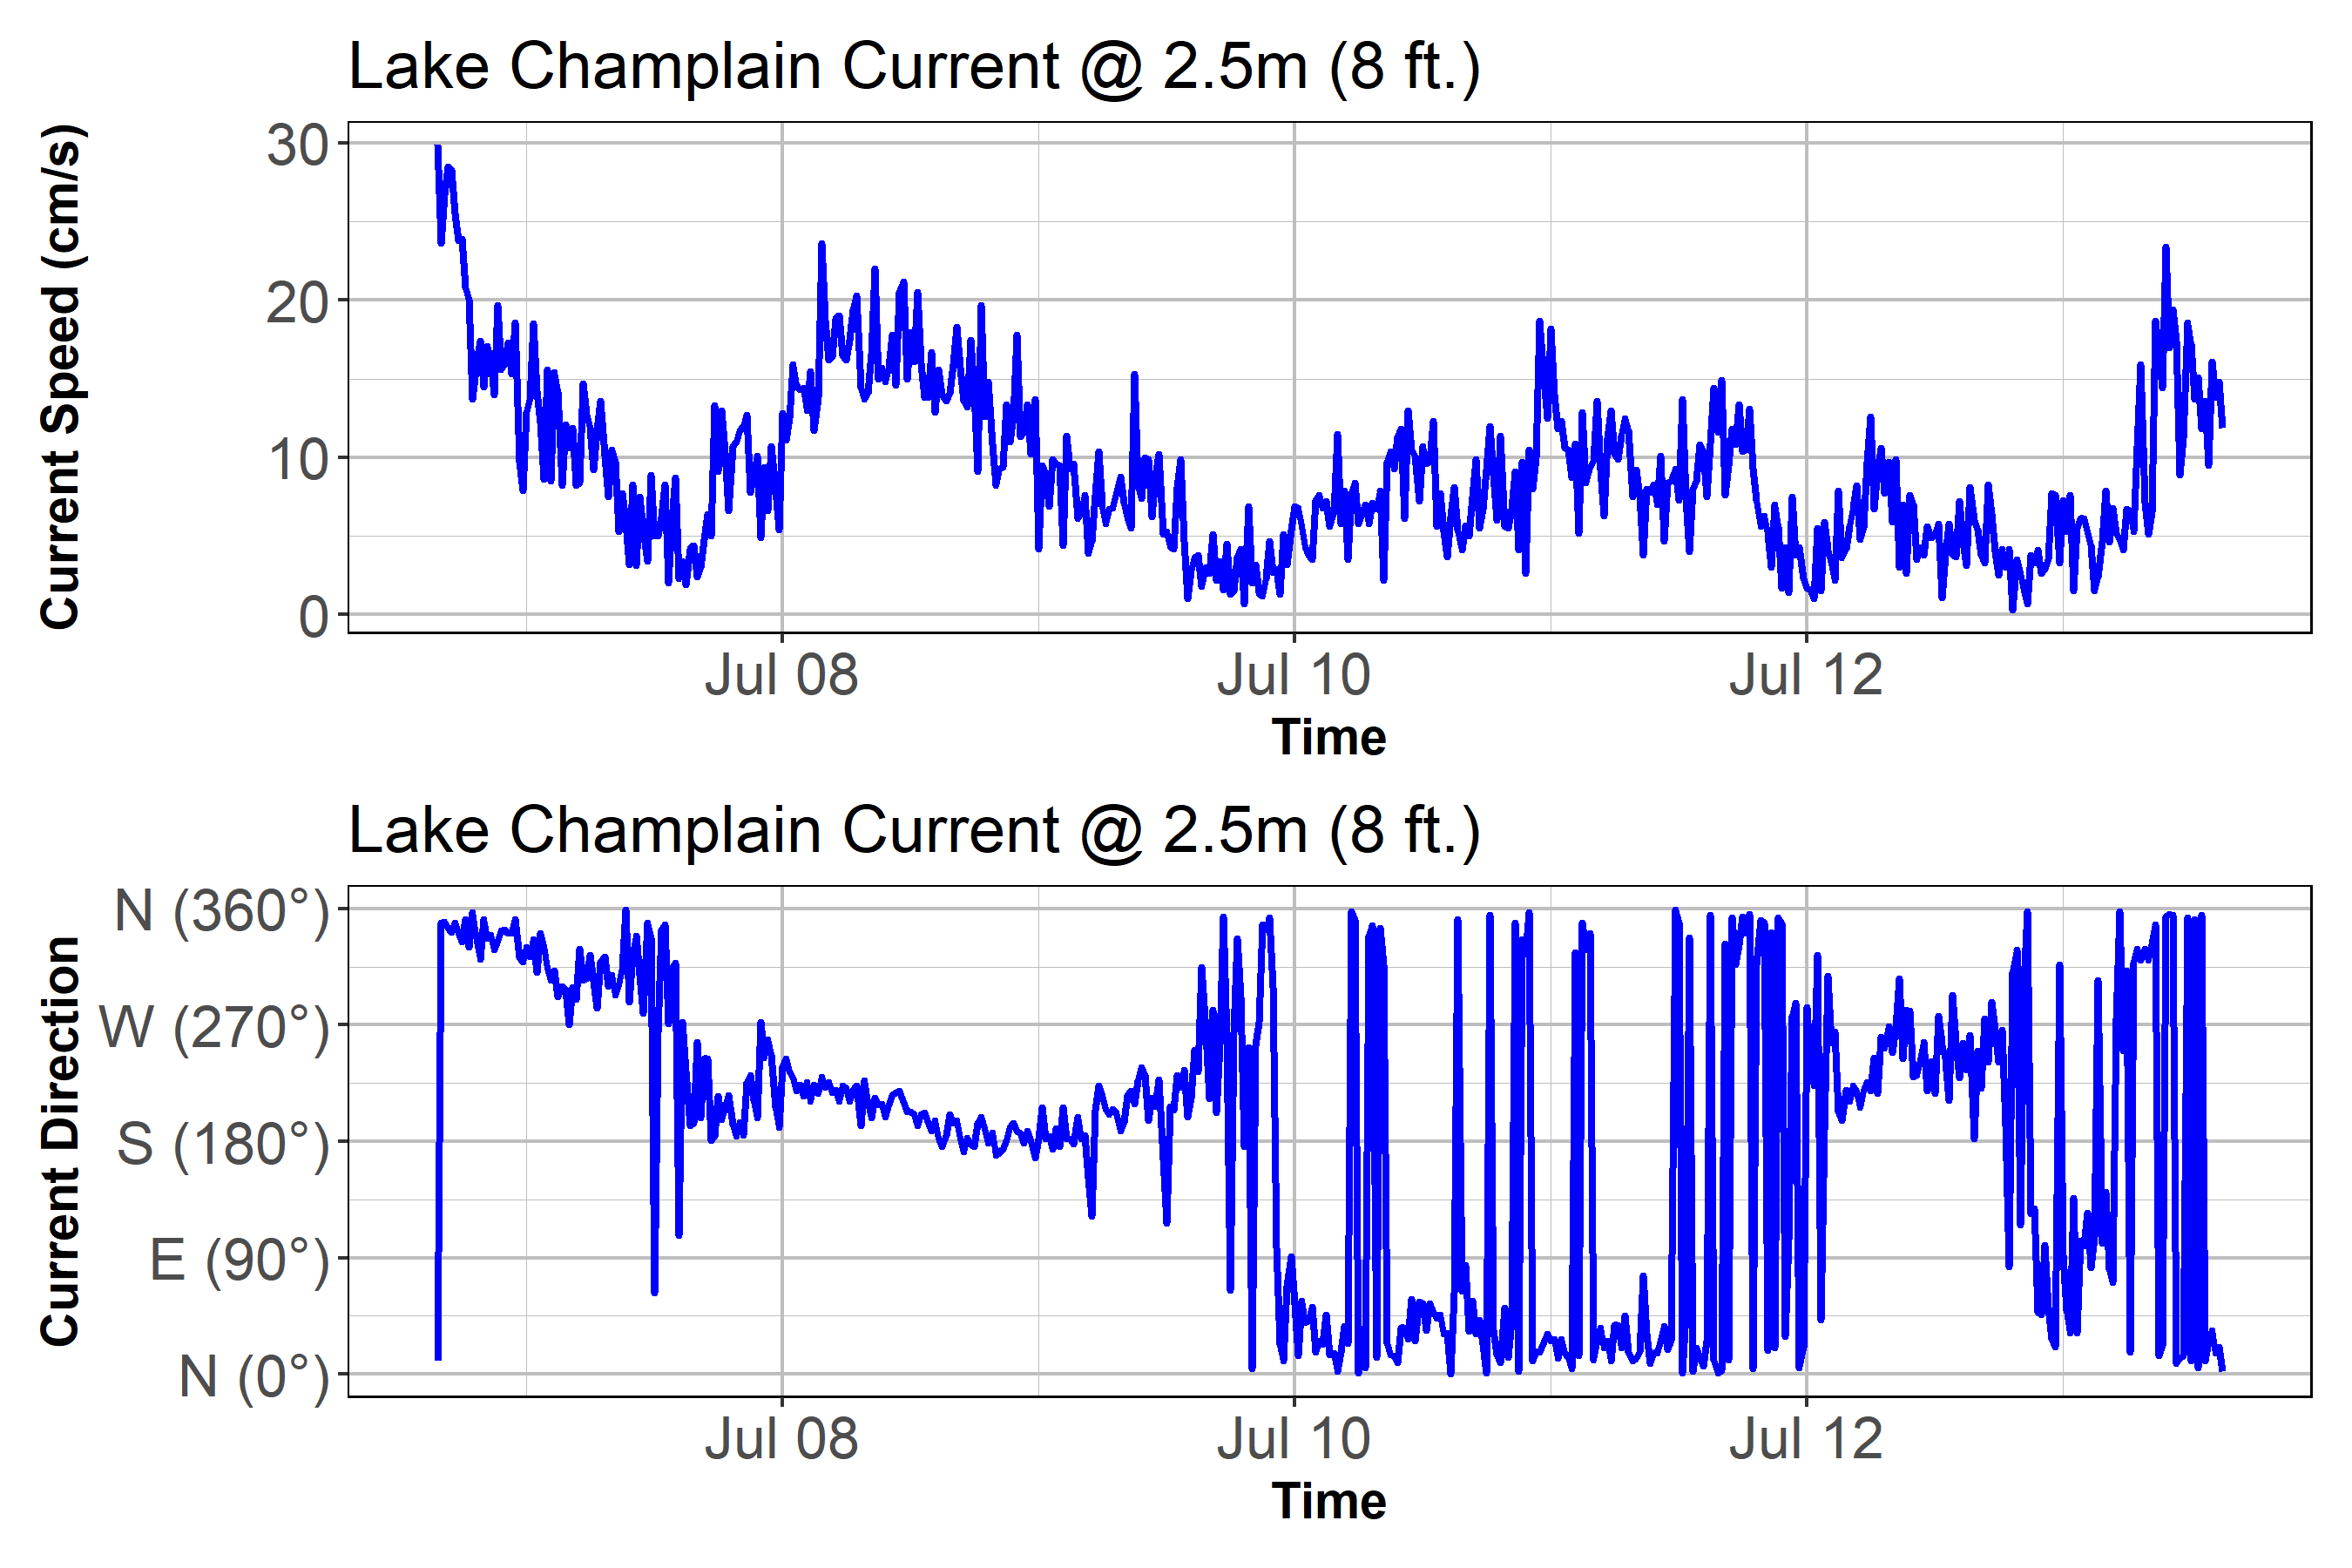 Lake Champlain Current @ 2.5m (8 ft.)
Current Speed (cm/s)
30
20
10
0
Jul 08
Jul 10
Jul 12
Time
Lake Champlain Current @ 2.5m (8 ft.)
Current Direction
N (360°)
W (270°)
S (180°)
E (90°)
N (0°)
Jul 08
Jul 10
Jul 12
Time